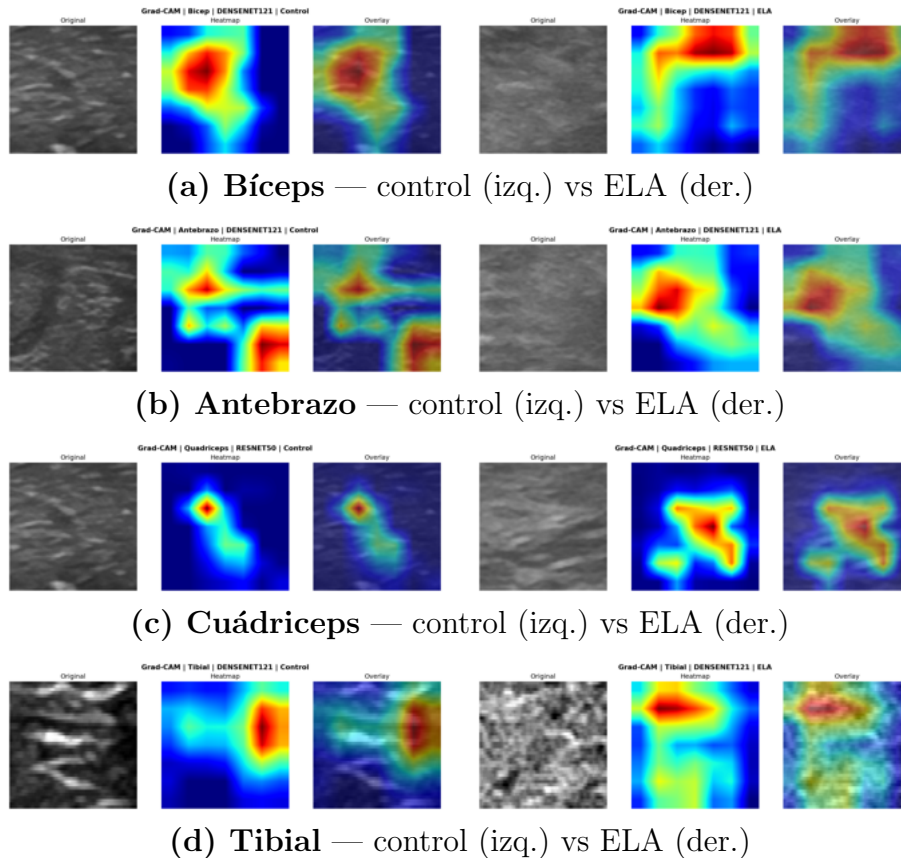 Grad-CAM | Bicep | DENSENET121 | Control
Original Heatmap Overlay
Grad-CAM | Bicep | DENSENET121 | ELA
Original Heatmap Overlay
(a) Bíceps — control (izq.) vs ELA (der.)
Grad-CAM | Antebrazo | DENSENET121 | Control
Original Heatmap Overlay
Grad-CAM | Antebrazo | DENSENET121 | ELA
Original Heatmap Overlay
(b) Antebrazo — control (izq.) vs ELA (der.)
Grad-CAM | Quadriceps | RESNET50 | Control
Original Heatmap Overlay
Grad-CAM | Quadriceps | RESNET50 | ELA
Original Heatmap Overlay
(c) Cuádriceps — control (izq.) vs ELA (der.)
Grad-CAM | Tibial | DENSENET121 | Control
Original Heatmap Overlay
Grad-CAM | Tibial | DENSENET121 | ELA
Original Heatmap Overlay
(d) Tibial — control (izq.) vs ELA (der.)